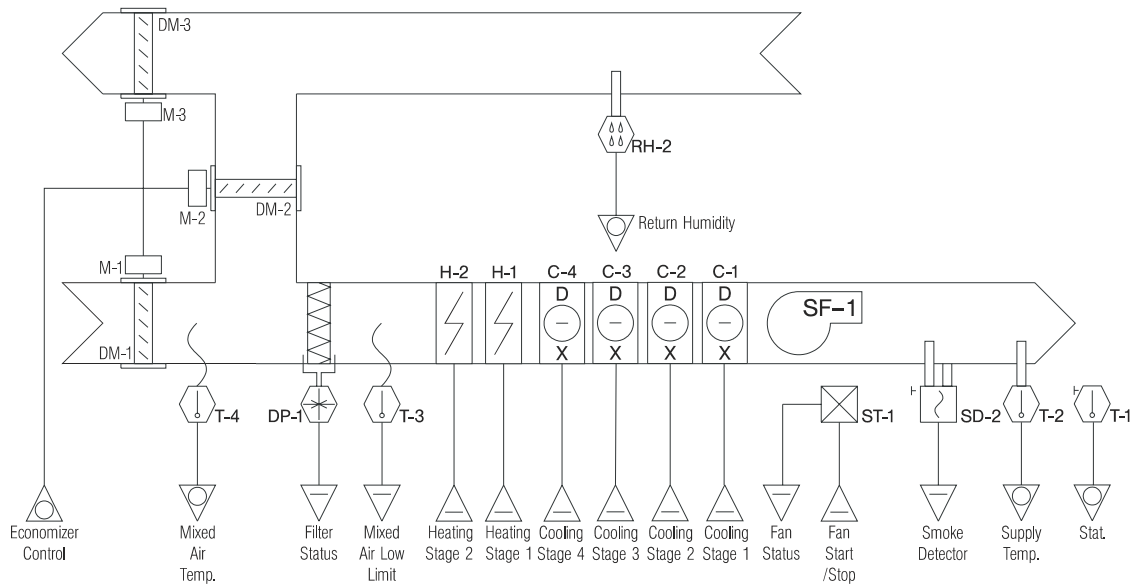 DM-3
M-3
RH-2
M-2
DM-2
Return Humidity
M-1
H-2
H-1
C-4
C-3
C-2
C-1
D
D
D
D
SF-1
X
X
X
X
DM-1
T-4
DP-1
T-3
ST-1
SD-2
T-2
T-1
Economizer
Control
Mixed
Air
Temp.
Filter
Status
Mixed
Air Low
Limit
Heating
Stage 2
Heating
Stage 1
Cooling
Stage 4
Cooling
Stage 3
Cooling
Stage 2
Cooling
Stage 1
Fan
Status
Fan
Start
/Stop
Smoke
Detector
Supply
Temp.
Stat.